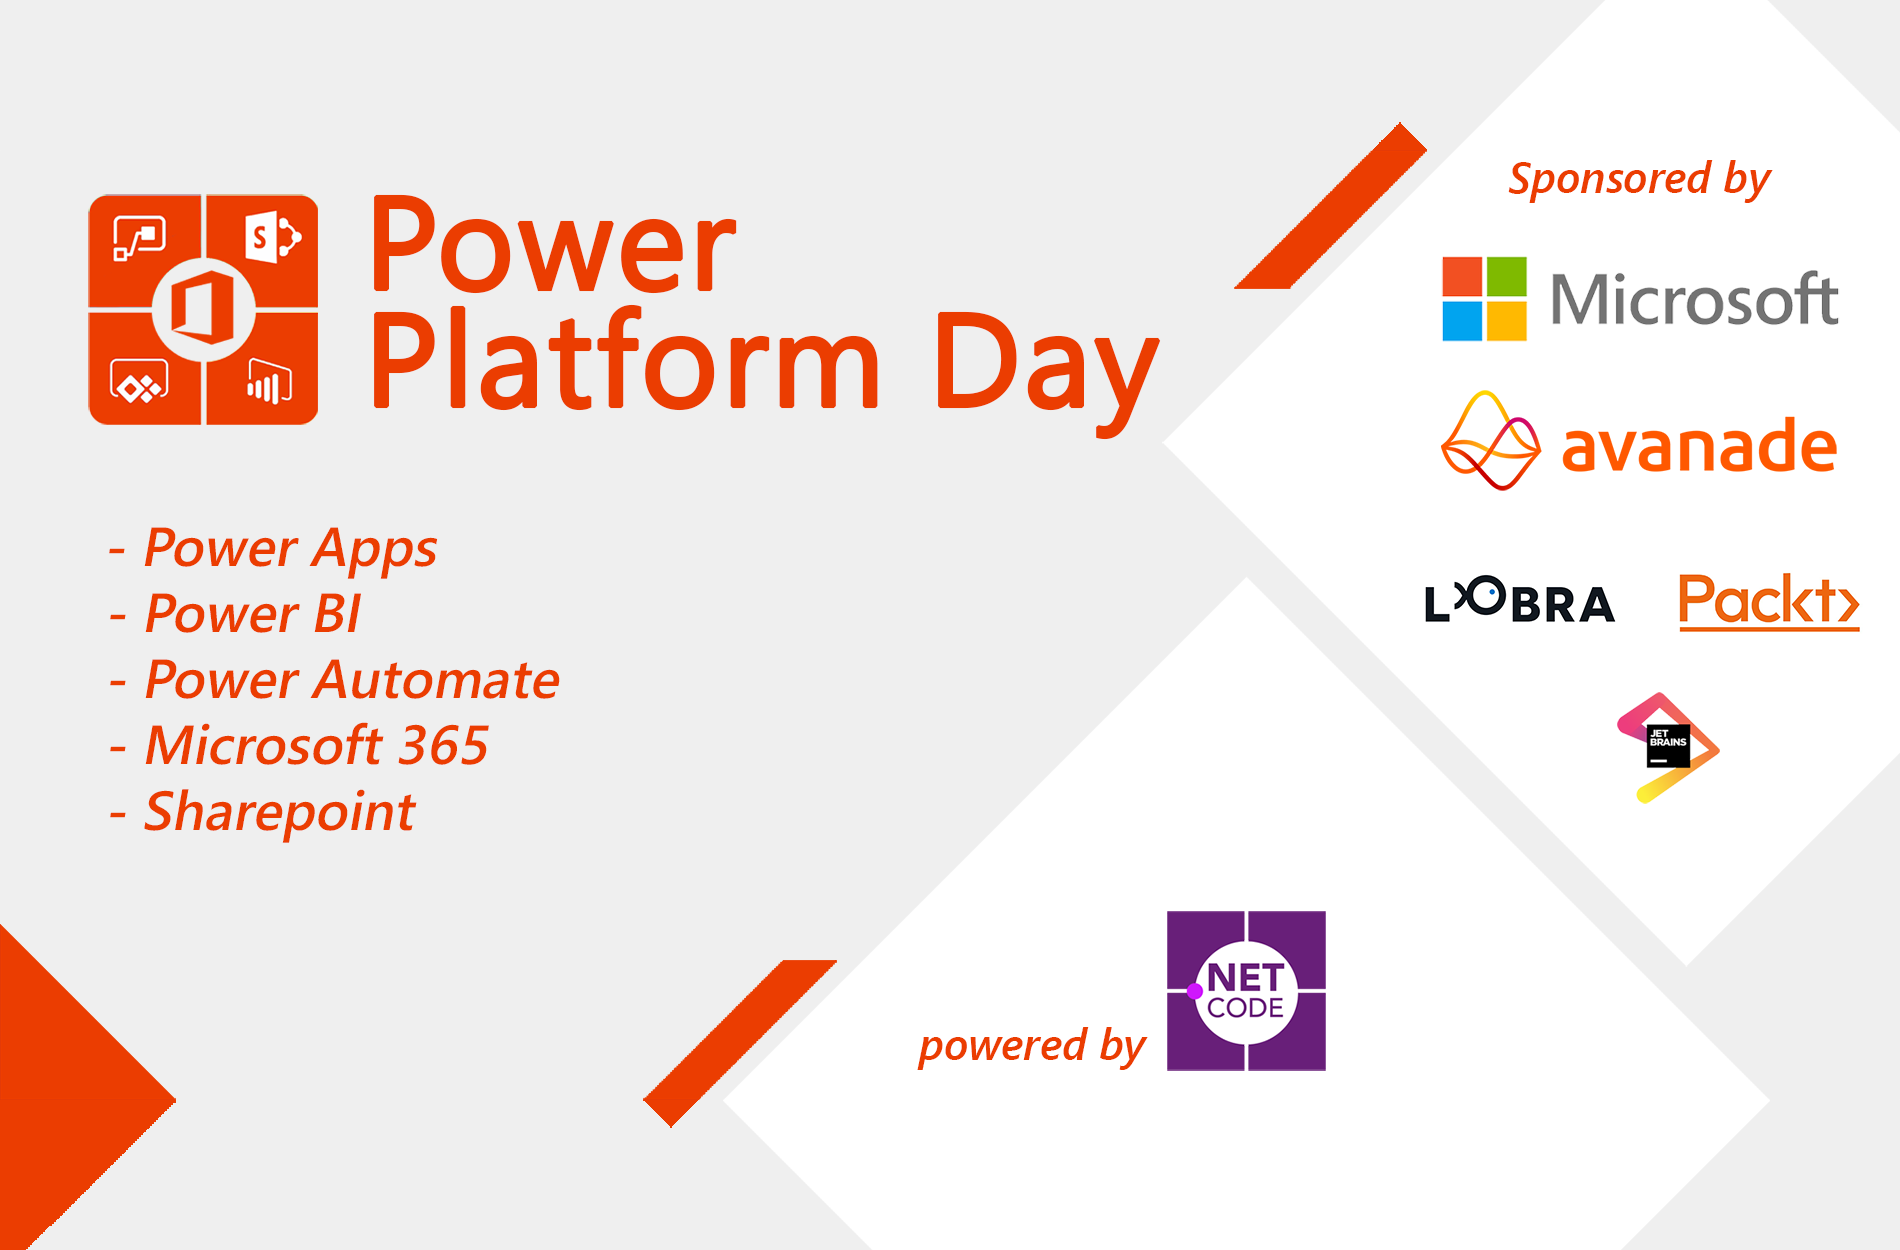 Power
Platform Day
- Power Apps
- Power BI
- Power Automate
- Microsoft 365
- Sharepoint
Sponsored by
Microsoft
avanade
LOBRA
Packt>
JET
BRAINS
powered by
NET
CODE
S